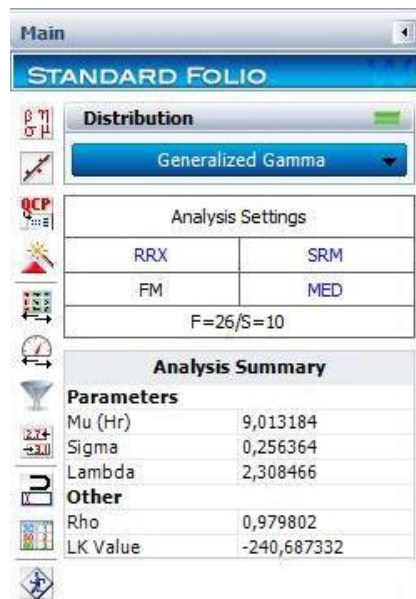 Main
STANDARD FOLIO
β η
σ μ
Distribution
Generalized Gamma
QCP
Analysis Settings
RRX SRM
FM MED
F=26/S=10
Analysis Summary
Parameters
Mu (Hr) 9,013184
Sigma 0,256364
Lambda 2,308466
Other
Rho 0,979802
LK Value -240,687332